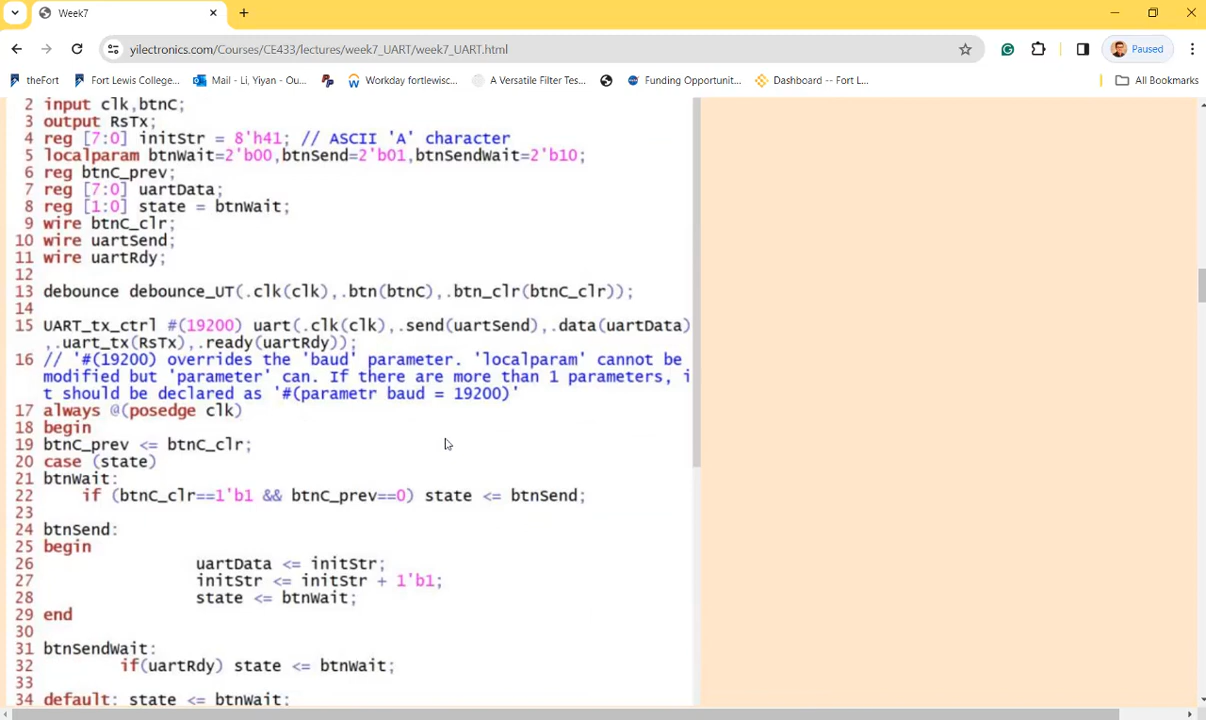 Week7
yilectronics.com/Courses/CE433/lectures/week7_UART/week7_UART.html
Paused
theFort
Fort Lewis College...
Mail - Li, Yiyan - Ou...
Workday fortlewisc...
A Versatile Filter Tes...
Funding Opportunit...
Dashboard -- Fort L...
All Bookmarks
2 input clk,btnC;
3 output RsTx;
4 reg [7:0] initStr = 8'h41; // ASCII 'A' character
5 localparam btnWait=2'b00,btnSend=2'b01,btnSendWait=2'b10;
6 reg btnC_prev;
7 reg [7:0] uartData;
8 reg [1:0] state = btnWait;
9 wire btnC_clr;
10 wire uartSend;
11 wire uartRdy;
12
13 debounce debounce_UT(.clk(clk),.btn(btnC),.btn_clr(btnC_clr));
14
15 UART_tx_ctrl #(19200) uart(.clk(clk),.send(uartSend),.data(uartData)
,.uart_tx(RsTx),.ready(uartRdy));
16 // '#(19200) overrides the 'baud' parameter. 'localparam' cannot be
modified but 'parameter' can. If there are more than 1 parameters, i
t should be declared as '#(parametr baud = 19200)'
17 always @(posedge clk)
18 begin
19 btnC_prev <= btnC_clr;
20 case (state)
21 btnWait:
22 if (btnC_clr==1'b1 && btnC_prev==0) state <= btnSend;
23
24 btnSend:
25 begin
26 uartData <= initStr;
27 initStr <= initStr + 1'b1;
28 state <= btnWait;
29 end
30
31 btnSendWait:
32 if(uartRdy) state <= btnWait;
33
34 default: state <= btnWait;